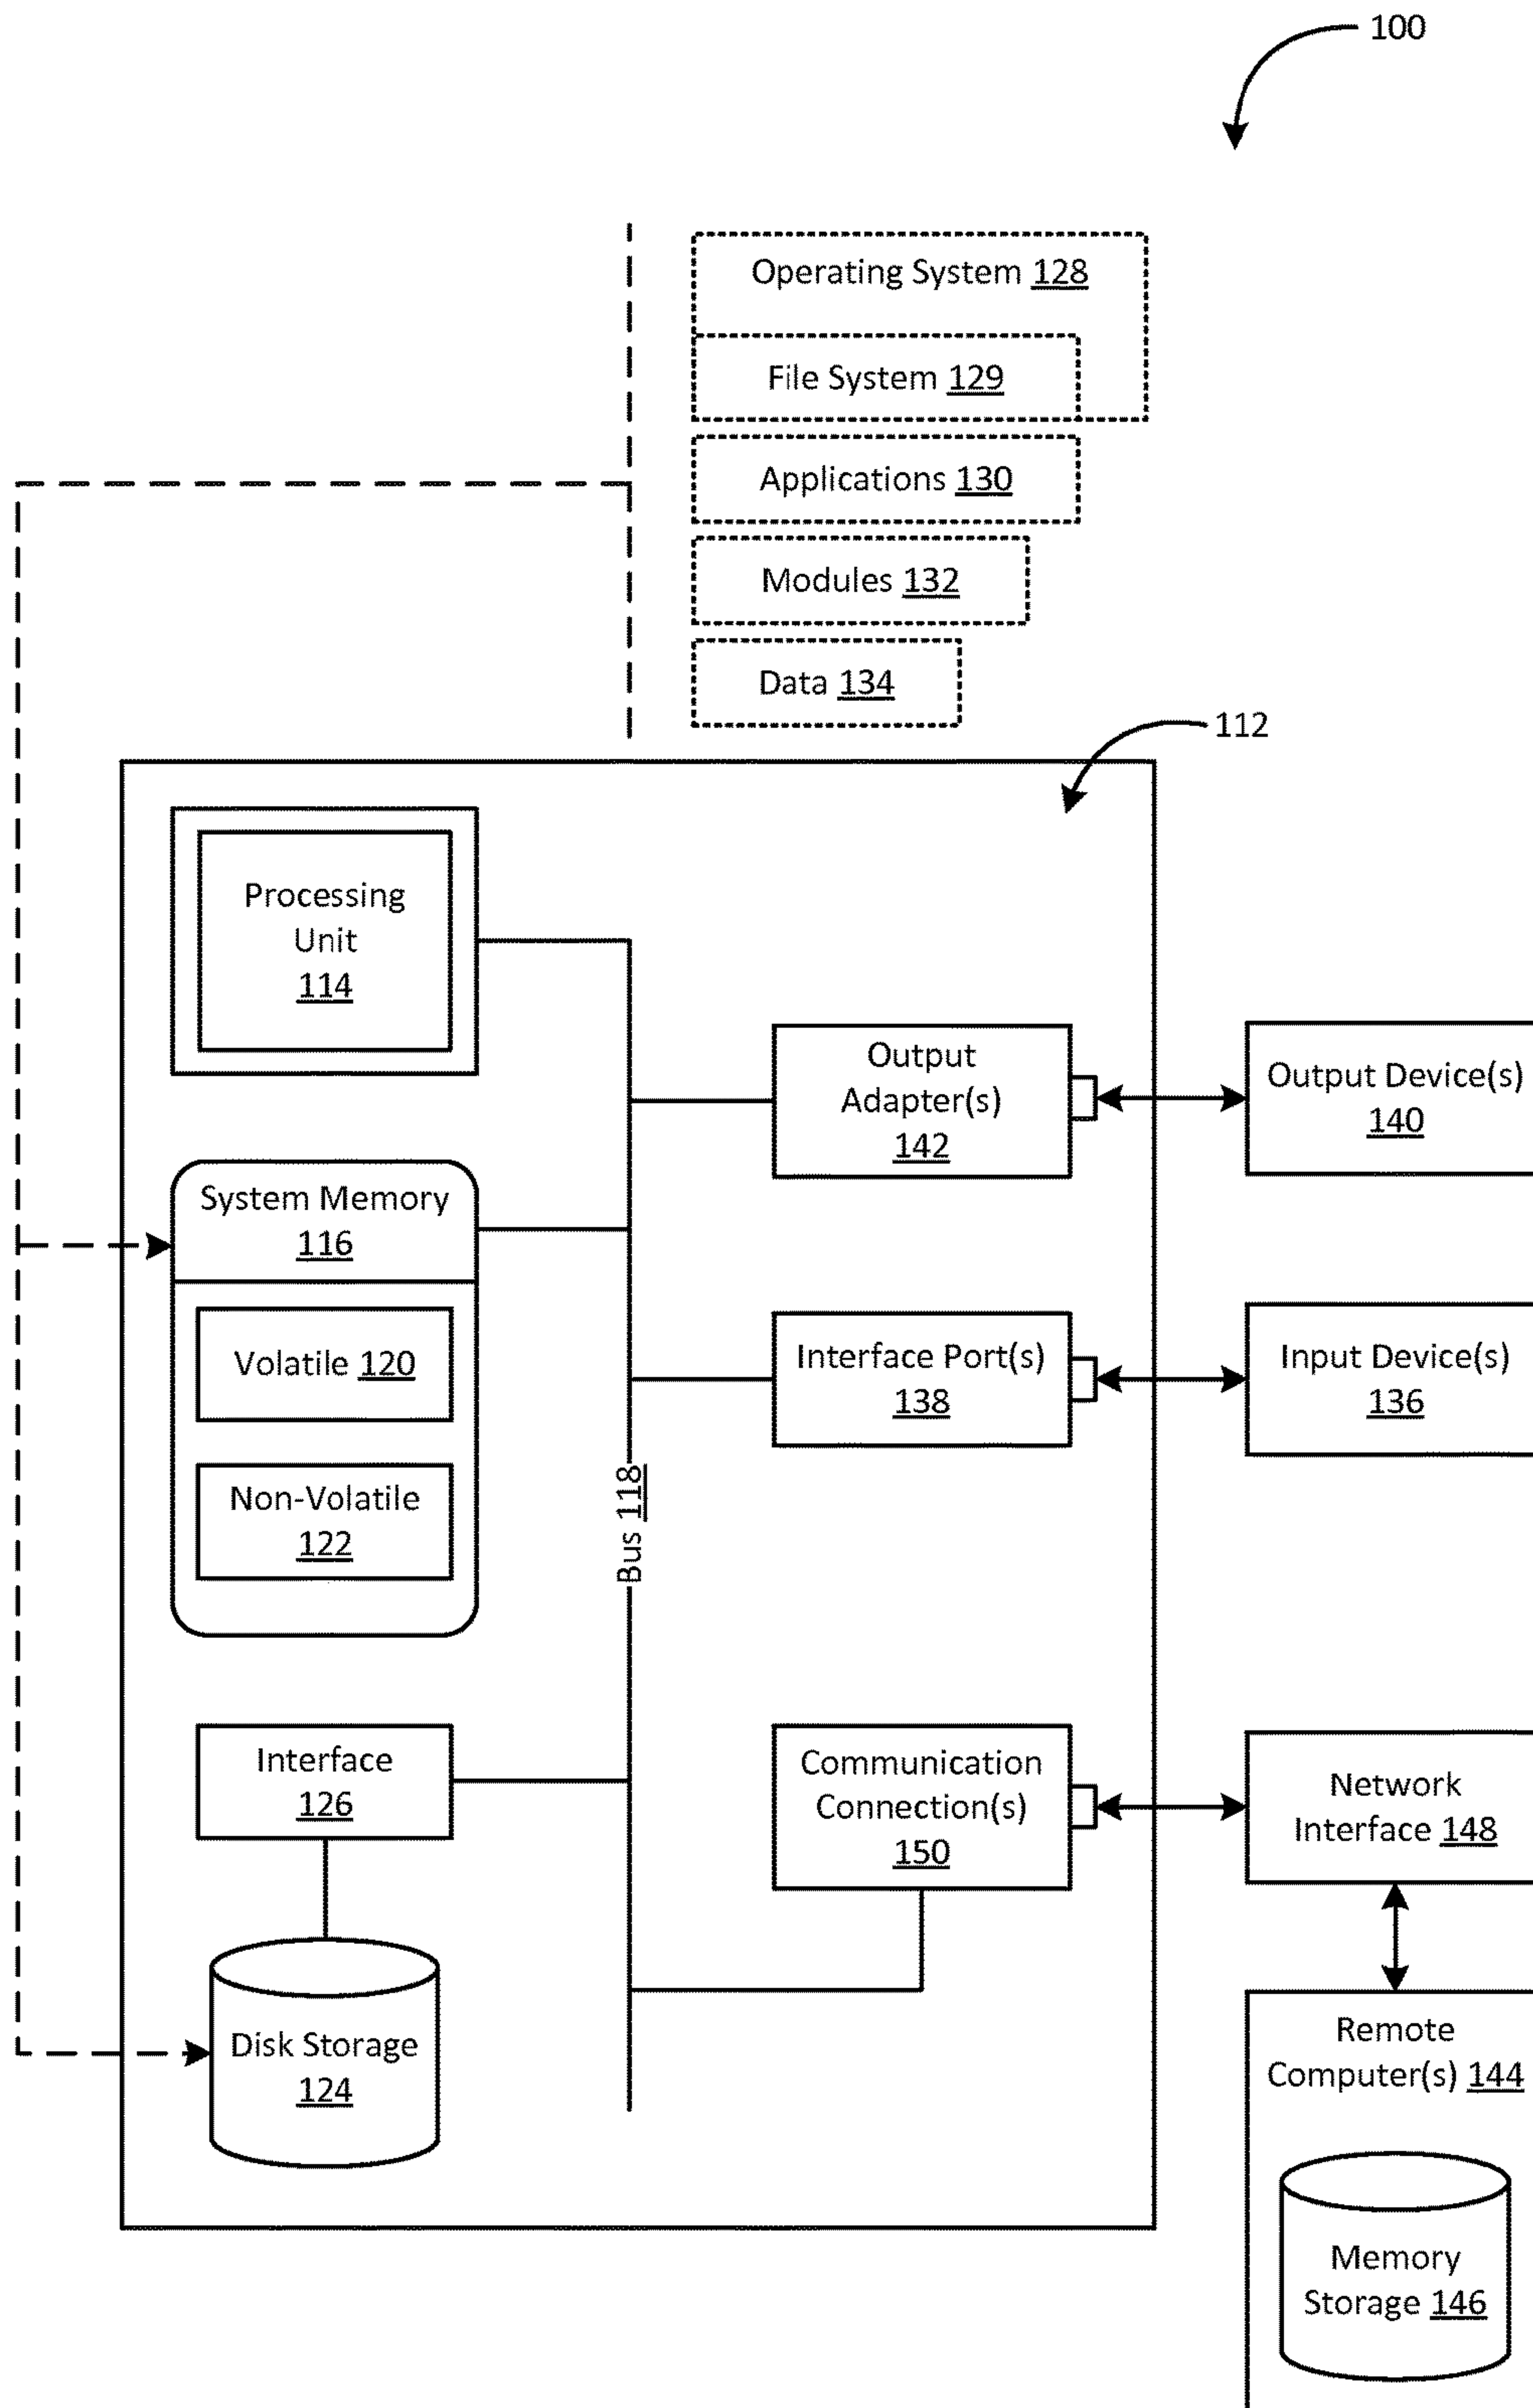 100
Operating System 128
File System 129
Applications 130
Modules 132
Data 134
112
Processing
Unit
114
Output
Adapter(s)
142
Output Device(s)
140
System Memory
116
Volatile 120
Non-Volatile
122
Interface Port(s)
138
Input Device(s)
136
Bus 118
Interface
126
Communication
Connection(s)
150
Network
Interface 148
Disk Storage
124
Remote
Computer(s) 144
Memory
Storage 146